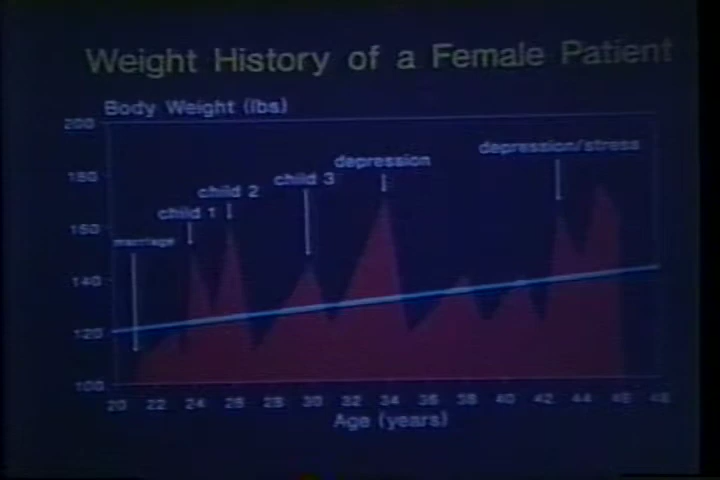 Weight History of a Female Patient
Body Weight (lbs)
200
180
160
140
120
100
marriage
child 1
child 2
child 3
depression
depression/stress
20 22 24 26 28 30 32 34 36 38 40 42 44 46 48
Age (years)